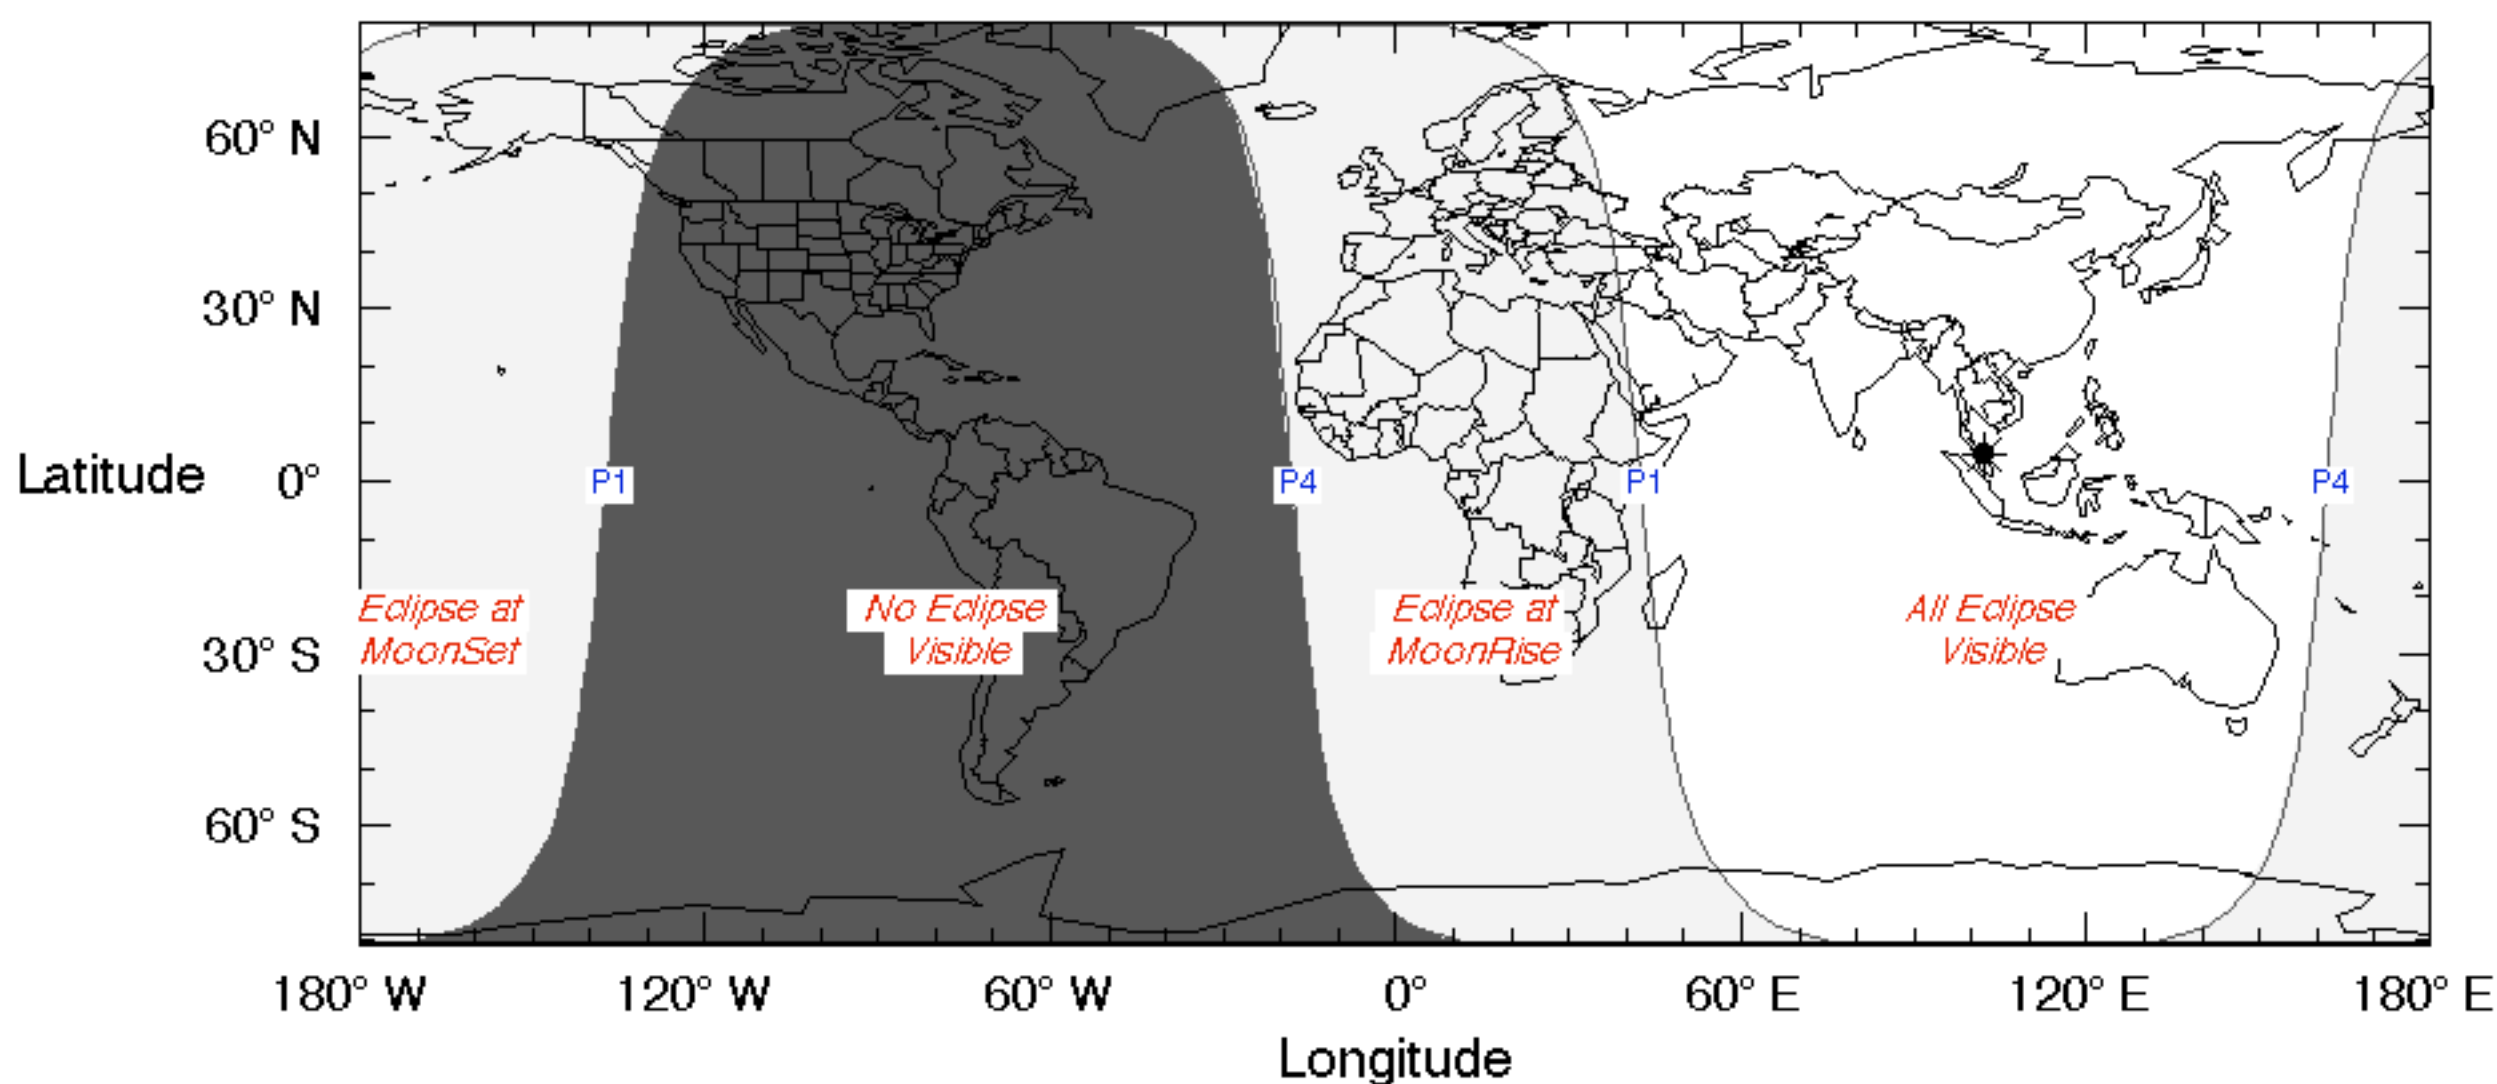 60° N
30° N
Latitude 0°
P1 P4 P1 P4
Eclipse at No Eclipse Eclipse at All Eclipse
MoonSet Visible MoonRise Visible
30° S
60° S
180° W 120° W 60° W 0° 60° E 120° E 180° E
Longitude